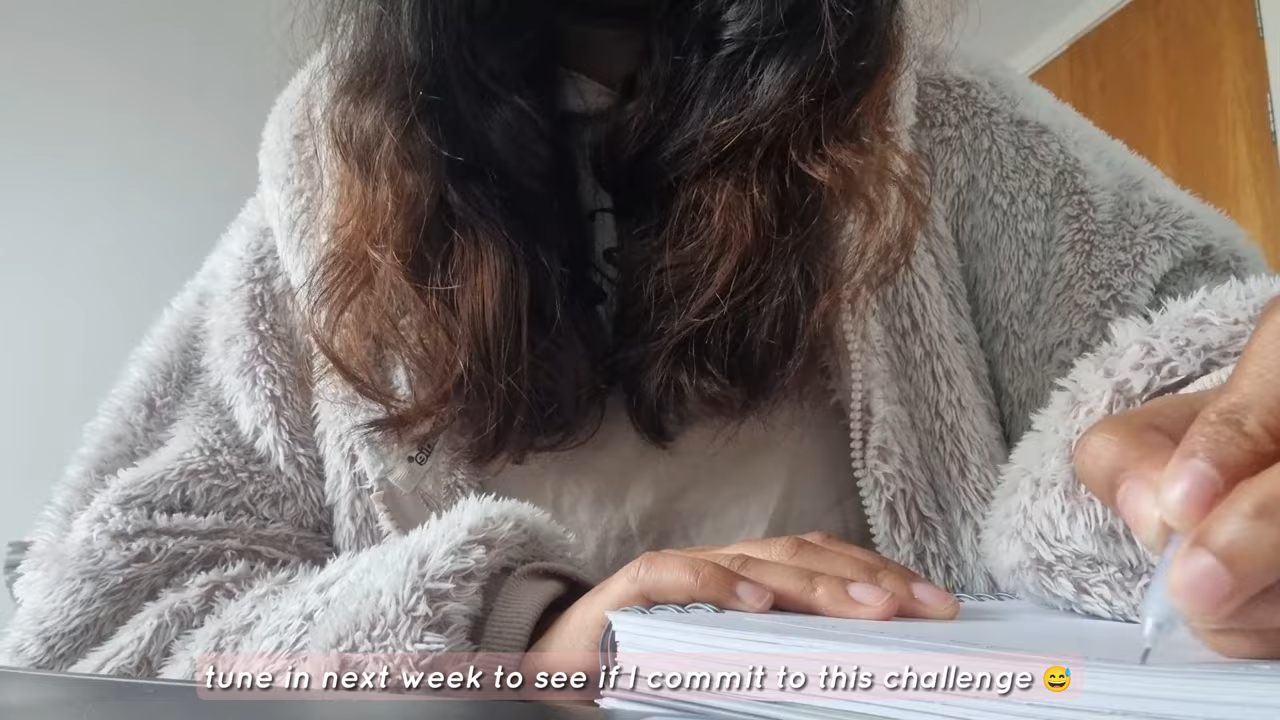 tune in next week to see if I commit to this challenge 😅